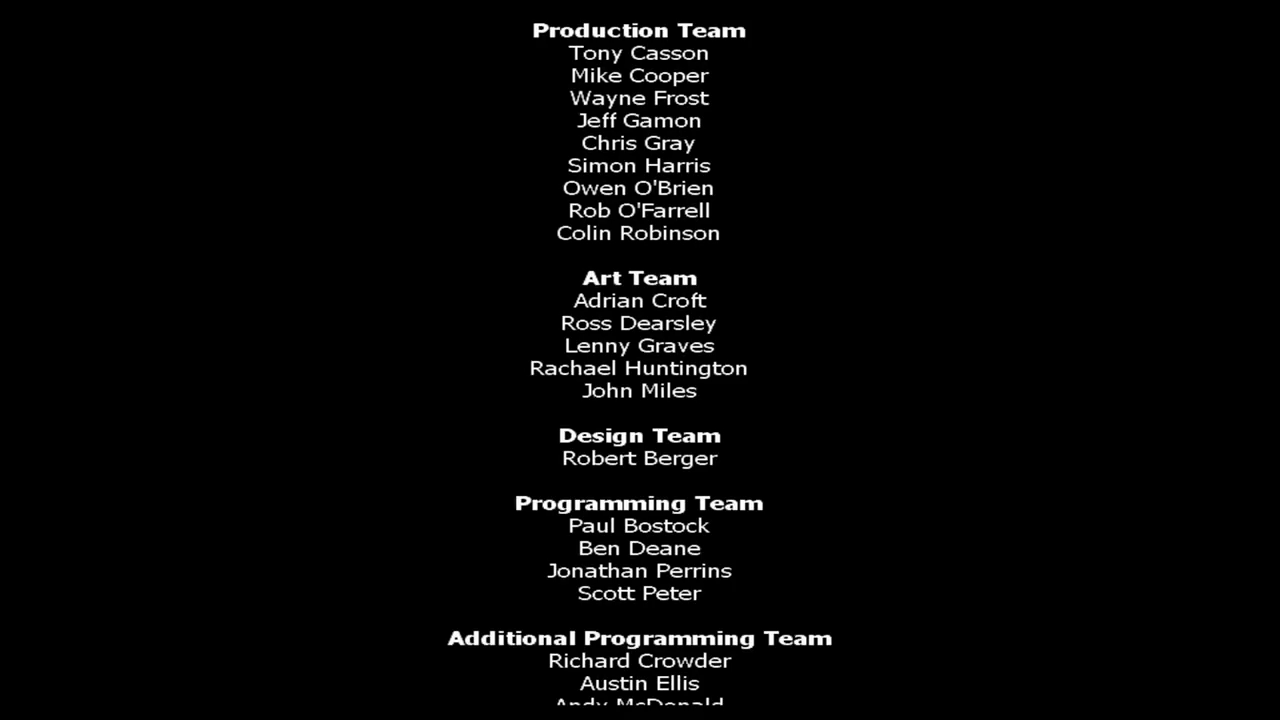 Production Team
Tony Casson
Mike Cooper
Wayne Frost
Jeff Gamon
Chris Gray
Simon Harris
Owen O'Brien
Rob O'Farrell
Colin Robinson
Art Team
Adrian Croft
Ross Dearsley
Lenny Graves
Rachael Huntington
John Miles
Design Team
Robert Berger
Programming Team
Paul Bostock
Ben Deane
Jonathan Perrins
Scott Peter
Additional Programming Team
Richard Crowder
Austin Ellis
Andy McDonald